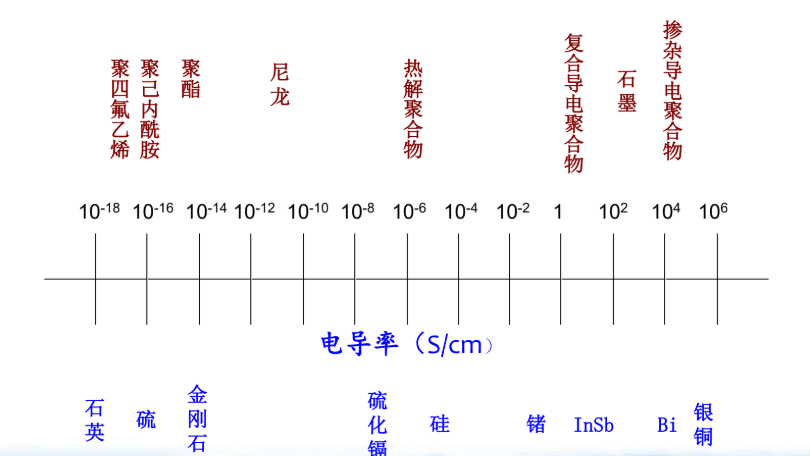 聚四氟乙烯
聚己内酰胺
聚酯
尼龙
热解聚合物
复合导电聚合物
石墨
掺杂导电聚合物
10-18 10-16 10-14 10-12 10-10 10-8 10-6 10-4 10-2 1 102 104 106
电导率（S/cm）
石英
硫
金刚石
硫化镉
硅
锗
InSb
Bi
银铜